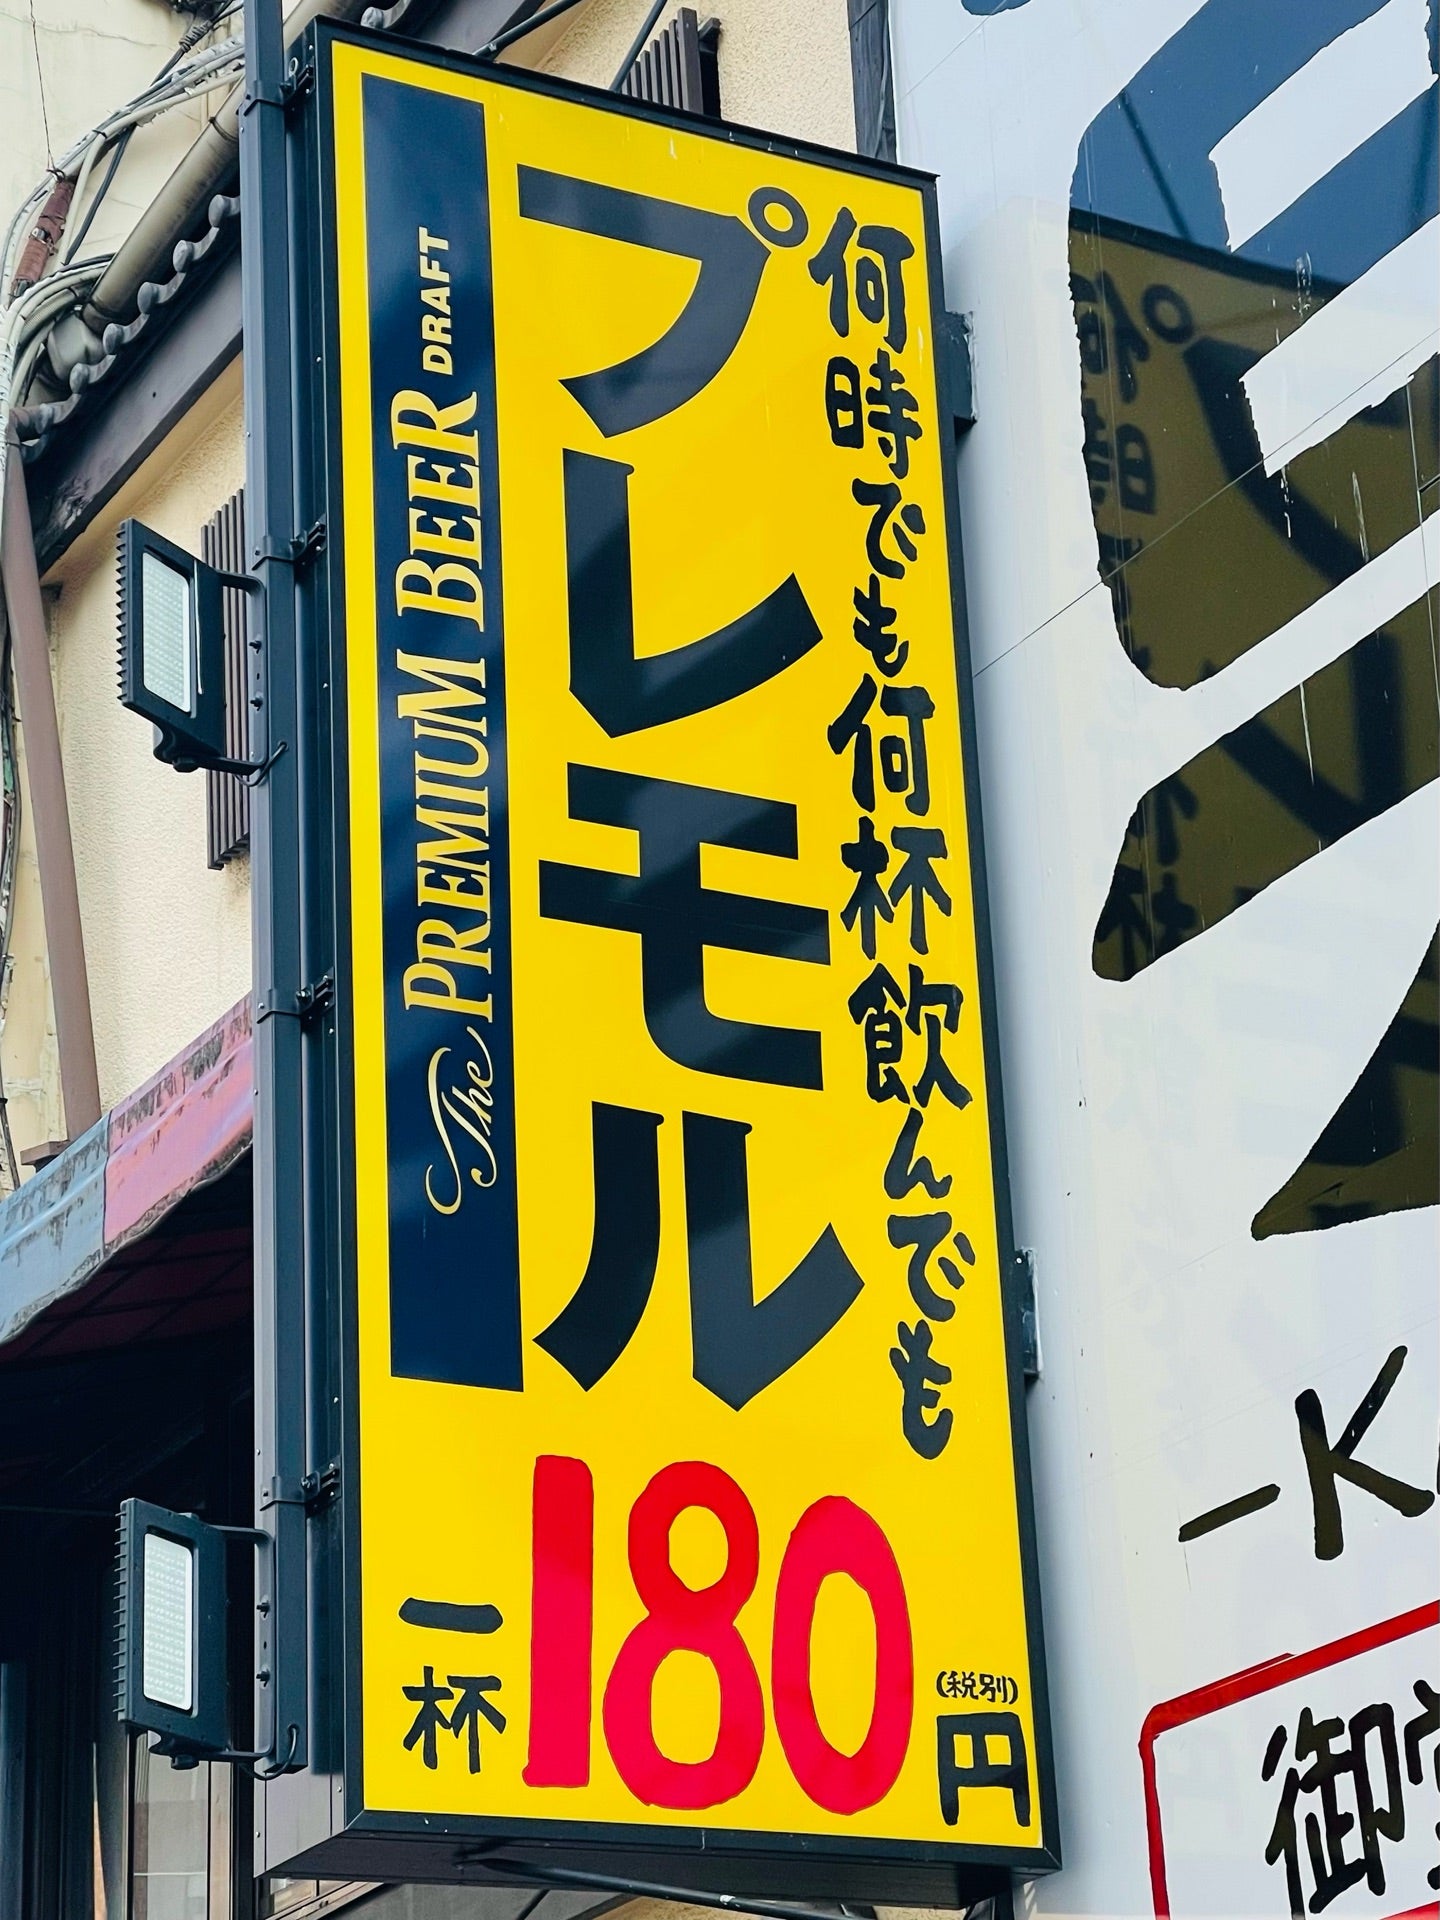 何時でも何杯飲んでも
プレモル
The PREMIUM BEER DRAFT
一杯
180
(税別)
円
-K
御堂